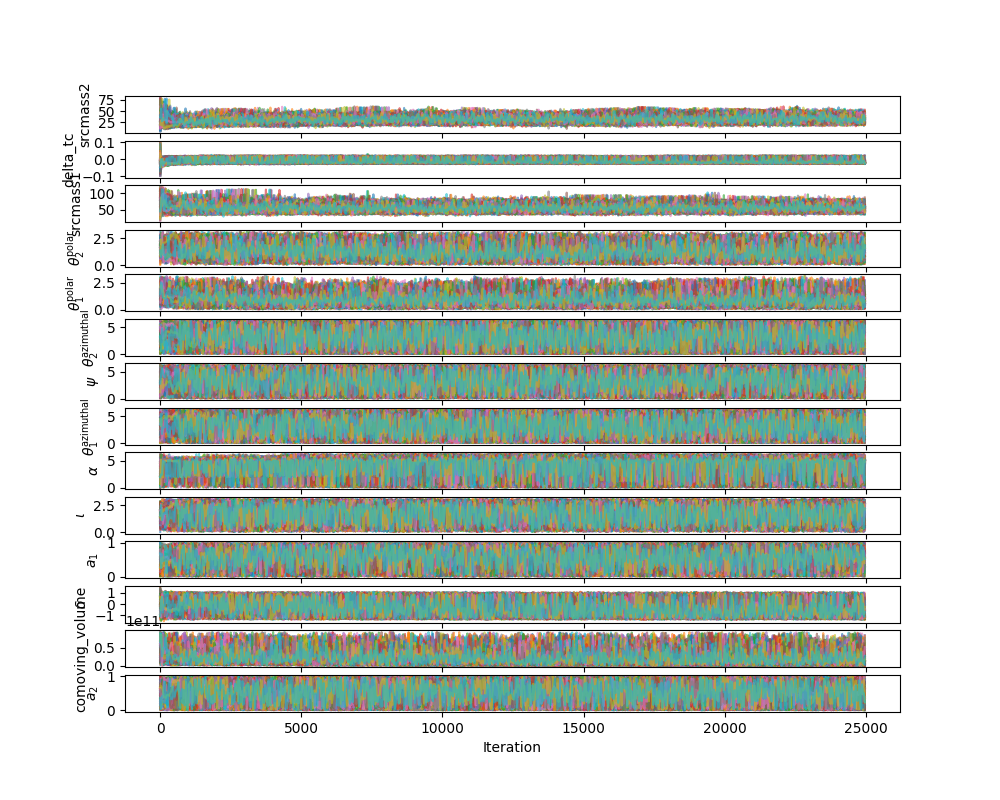 srcmass2
75
50
25
delta_tc
0.1
0.0
−0.1
srcmass1
100
50
θ₂^polar
2.5
0.0
θ₁^polar
2.5
0.0
θ₂^azimuthal
5
0
ψ
5
0
θ₁^azimuthal
5
0
α
5
0
ι
2.5
0.0
a₁
1
0
1
0
−1
comoving_volume
1e11
0.5
0.0
a₂
1
0
0
5000
10000
15000
20000
25000
Iteration